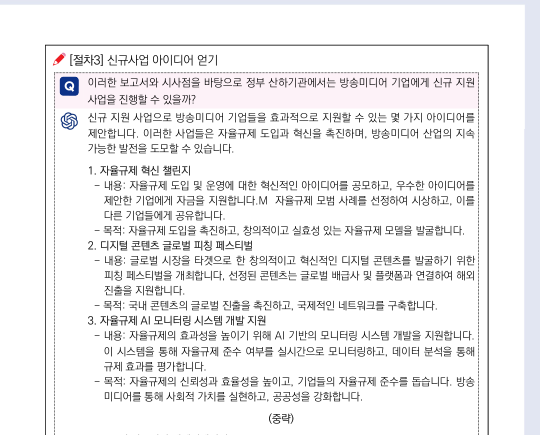 [절차3] 신규사업 아이디어 얻기
Q 이러한 보고서와 시사점을 바탕으로 정부 산하기관에서는 방송미디어 기업에게 신규 지원
사업을 진행할 수 있을까?
신규 지원 사업으로 방송미디어 기업들을 효과적으로 지원할 수 있는 몇 가지 아이디어를
제안합니다. 이러한 사업들은 자율규제 도입과 혁신을 촉진하며, 방송미디어 산업의 지속
가능한 발전을 도모할 수 있습니다.
1. 자율규제 혁신 챌린지
- 내용: 자율규제 도입 및 운영에 대한 혁신적인 아이디어를 공모하고, 우수한 아이디어를
제안한 기업에게 자금을 지원합니다.M 자율규제 모범 사례를 선정하여 시상하고, 이를
다른 기업들에게 공유합니다.
- 목적: 자율규제 도입을 촉진하고, 창의적이고 실효성 있는 자율규제 모델을 발굴합니다.
2. 디지털 콘텐츠 글로벌 피칭 페스티벌
- 내용: 글로벌 시장을 타겟으로 한 창의적이고 혁신적인 디지털 콘텐츠를 발굴하기 위한
피칭 페스티벌을 개최합니다, 선정된 콘텐츠는 글로벌 배급사 및 플랫폼과 연결하여 해외
진출을 지원합니다.
- 목적: 국내 콘텐츠의 글로벌 진출을 촉진하고, 국제적인 네트워크를 구축합니다.
3. 자율규제 AI 모니터링 시스템 개발 지원
- 내용: 자율규제의 효과성을 높이기 위해 AI 기반의 모니터링 시스템 개발을 지원합니다.
이 시스템을 통해 자율규제 준수 여부를 실시간으로 모니터링하고, 데이터 분석을 통해
규제 효과를 평가합니다.
- 목적: 자율규제의 신뢰성과 효율성을 높이고, 기업들의 자율규제 준수를 돕습니다. 방송
미디어를 통해 사회적 가치를 실현하고, 공공성을 강화합니다.
(중략)